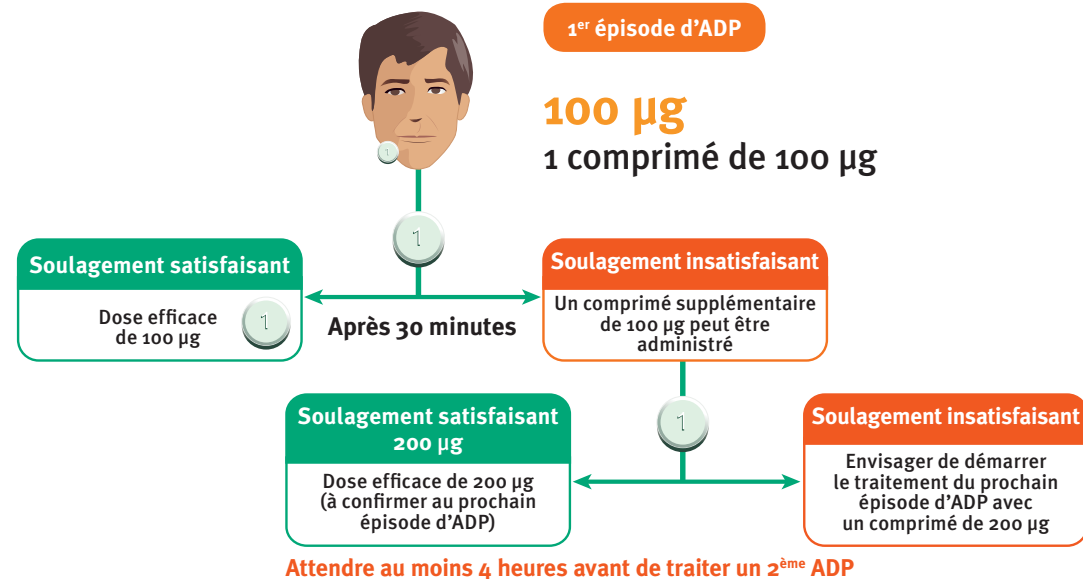 1er épisode d’ADP
100 µg
1 comprimé de 100 µg
1
1
Soulagement satisfaisant
Dose efficace
de 100 µg
1
Après 30 minutes
Soulagement insatisfaisant
Un comprimé supplémentaire
de 100 µg peut être
administré
1
Soulagement satisfaisant
200 µg
Dose efficace de 200 µg
(à confirmer au prochain
épisode d’ADP)
Soulagement insatisfaisant
Envisager de démarrer
le traitement du prochain
épisode d’ADP avec
un comprimé de 200 µg
Attendre au moins 4 heures avant de traiter un 2ème ADP